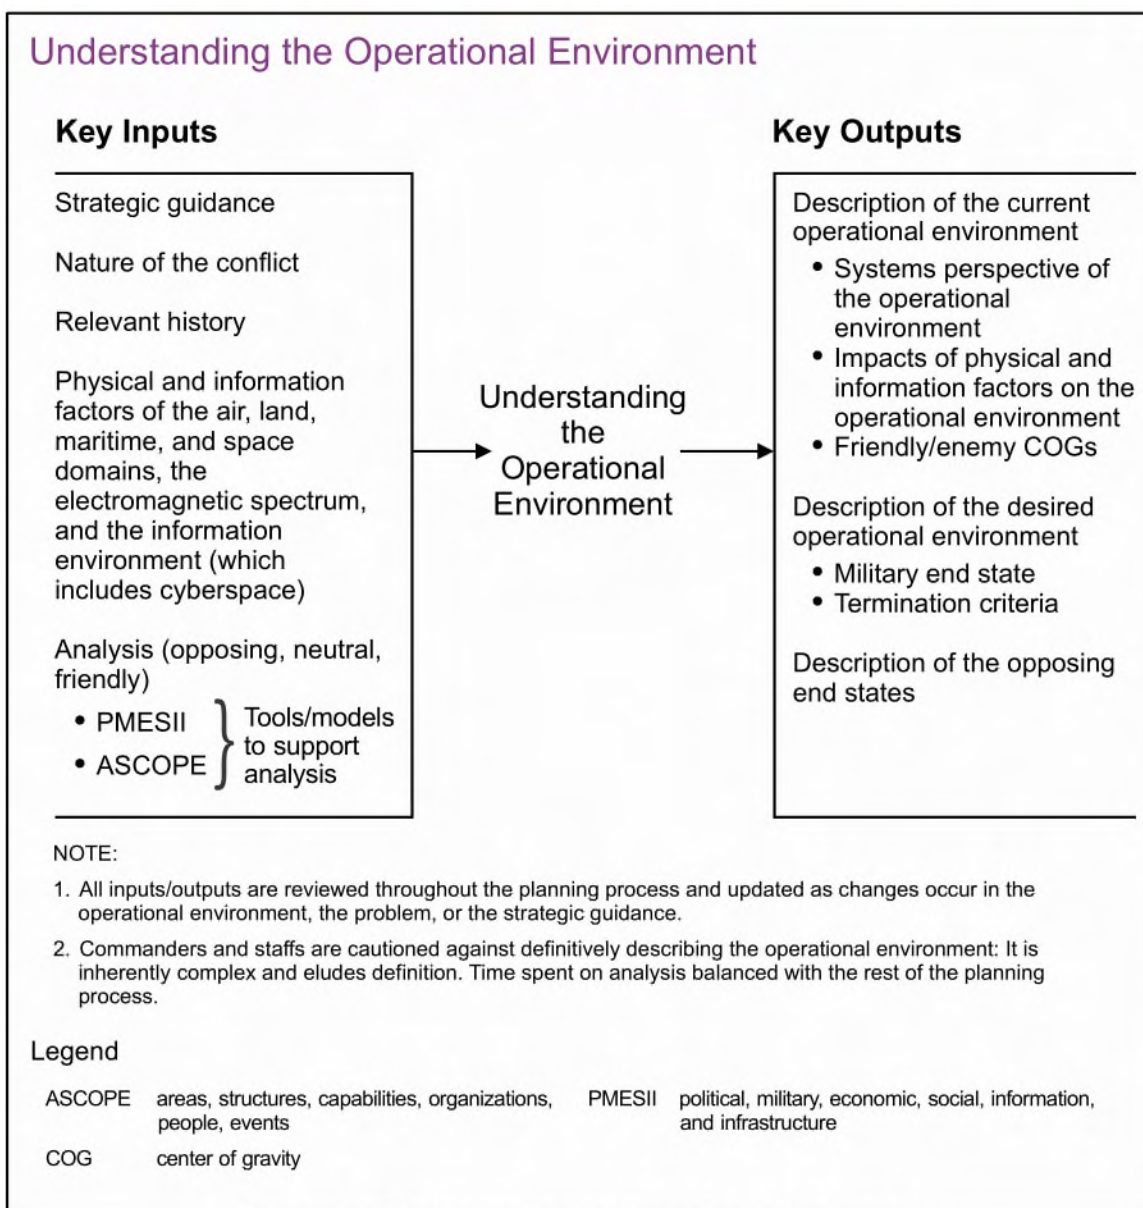 Understanding the Operational Environment
Key Inputs
Strategic guidance
Nature of the conflict
Relevant history
Physical and information
factors of the air, land,
maritime, and space
domains, the
electromagnetic spectrum,
and the information
environment (which
includes cyberspace)
Analysis (opposing, neutral,
friendly)
• PMESII
• ASCOPE
Tools/models
to support
analysis
Understanding
the
Operational
Environment
Key Outputs
Description of the current
operational environment
• Systems perspective of
the operational
environment
• Impacts of physical and
information factors on the
operational environment
• Friendly/enemy COGs
Description of the desired
operational environment
• Military end state
• Termination criteria
Description of the opposing
end states
NOTE:
1. All inputs/outputs are reviewed throughout the planning process and updated as changes occur in the
operational environment, the problem, or the strategic guidance.
2. Commanders and staffs are cautioned against definitively describing the operational environment: It is
inherently complex and eludes definition. Time spent on analysis balanced with the rest of the planning
process.
Legend
ASCOPE areas, structures, capabilities, organizations,
people, events
COG center of gravity
PMESII political, military, economic, social, information,
and infrastructure